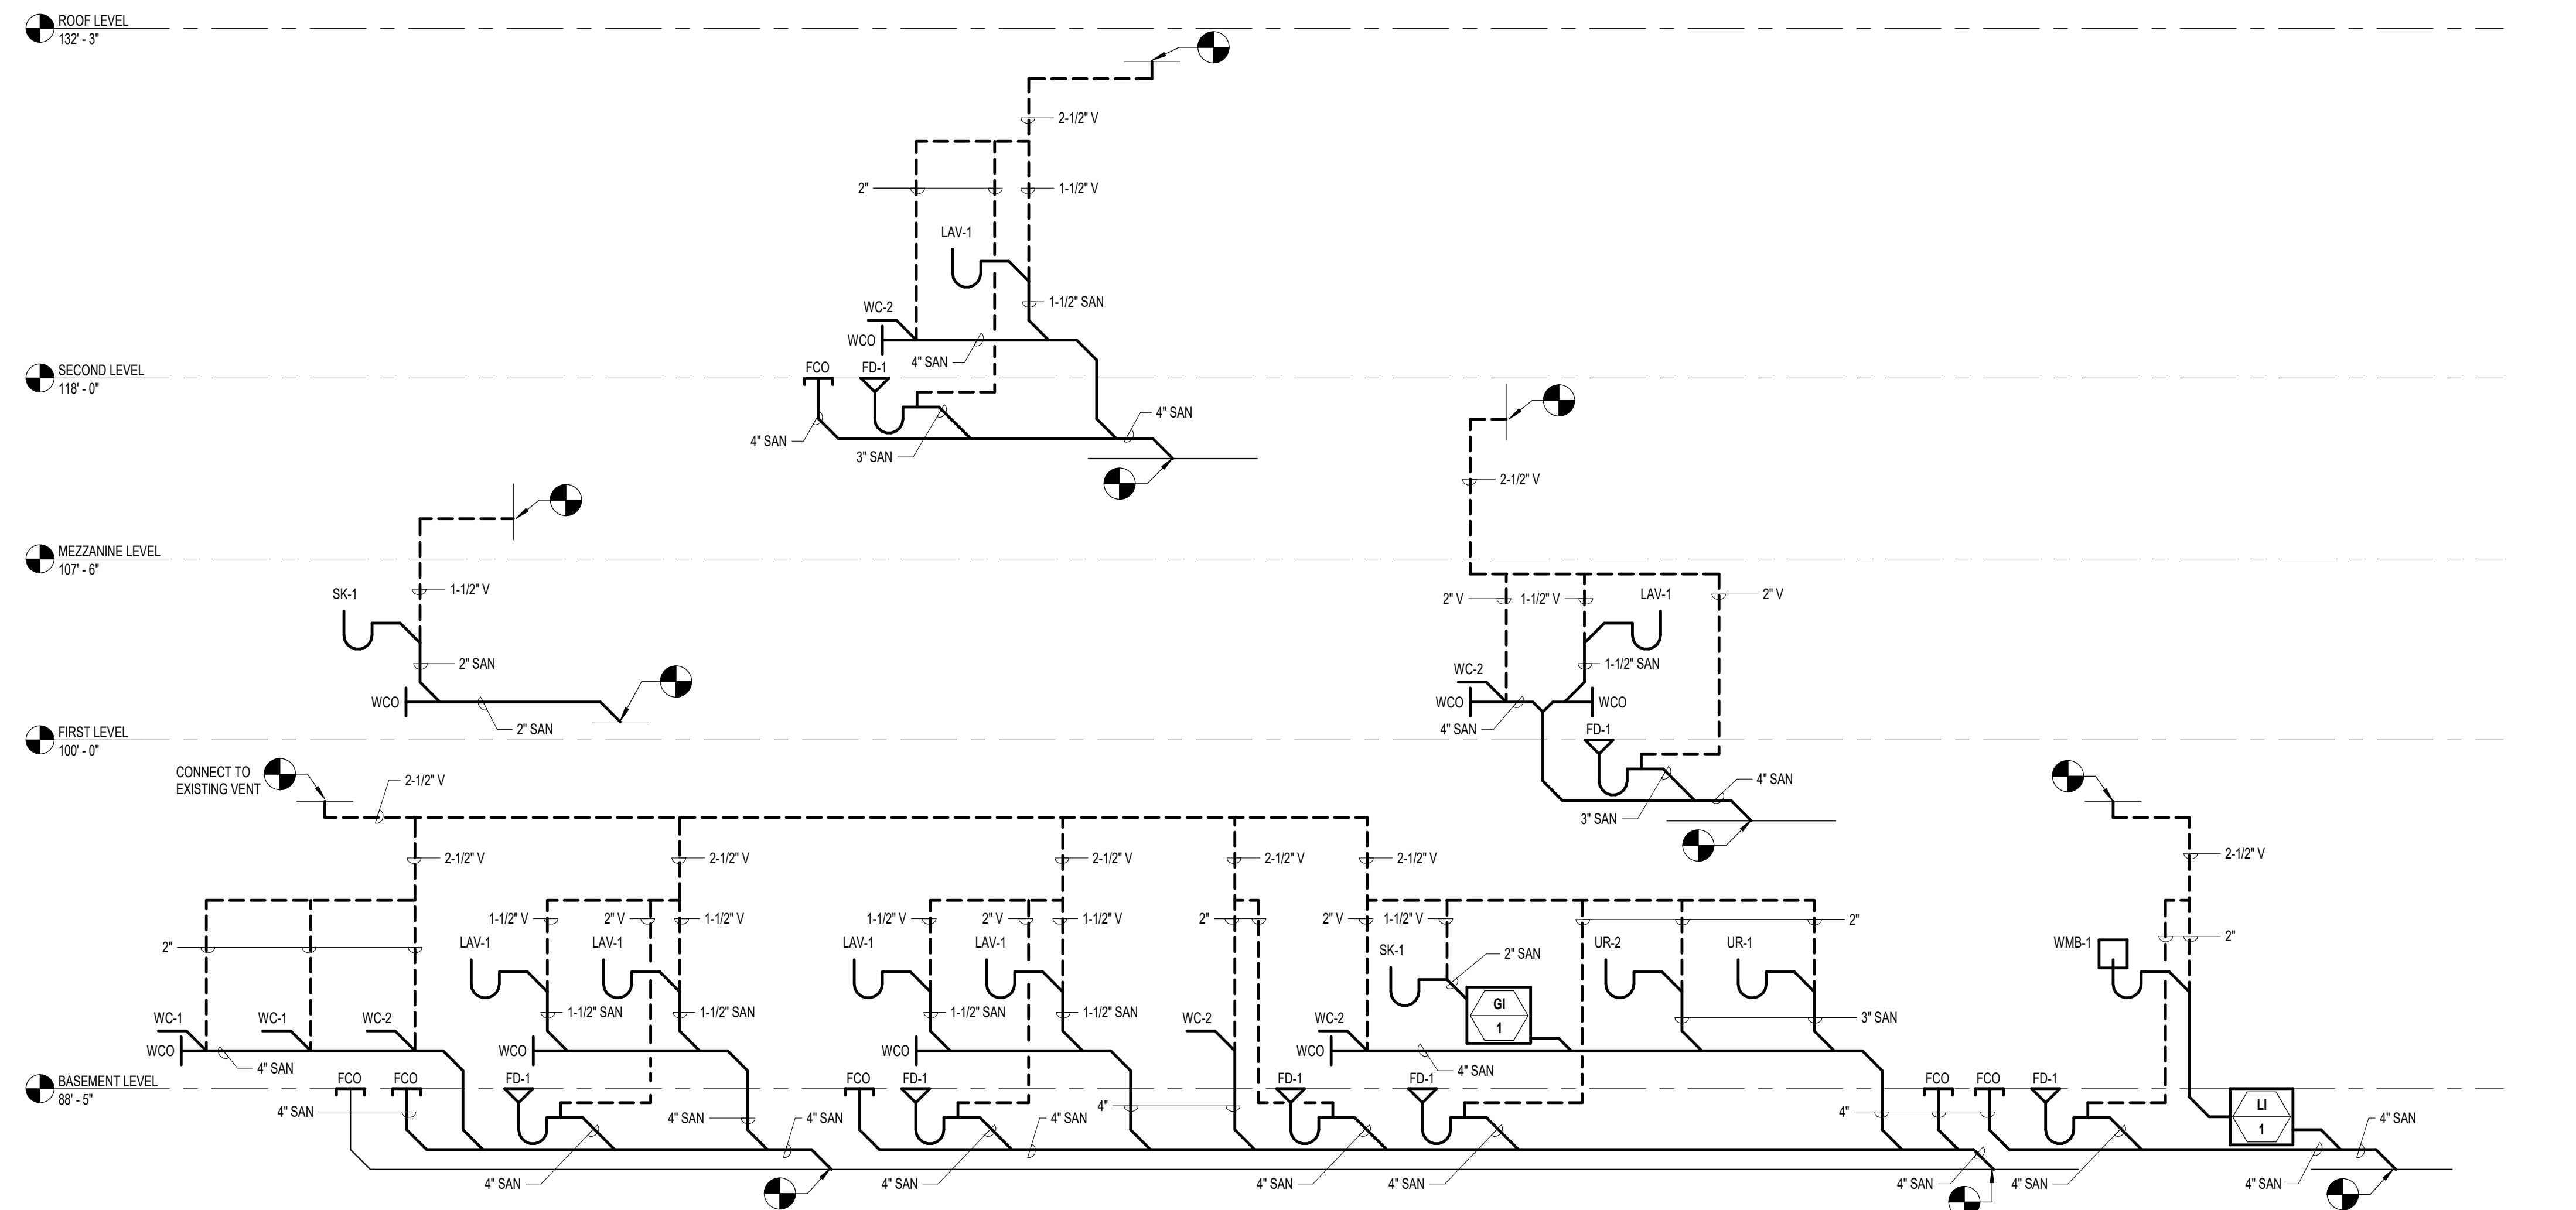 ROOF LEVEL
132' - 3"
2-1/2" V
2"
1-1/2" V
LAV-1
1-1/2" SAN
WC-2
WCO
4" SAN
SECOND LEVEL
118' - 0"
FCO
FD-1
4" SAN
4" SAN
3" SAN
2-1/2" V
MEZZANINE LEVEL
107' - 6"
SK-1
1-1/2" V
2" SAN
WCO
2" SAN
2" V
1-1/2" V
LAV-1
2" V
WC-2
1-1/2" SAN
WCO
WCO
4" SAN
FD-1
4" SAN
3" SAN
FIRST LEVEL
100' - 0"
CONNECT TO
EXISTING VENT
2-1/2" V
2-1/2" V
2-1/2" V
2-1/2" V
2-1/2" V
2-1/2" V
2-1/2" V
1-1/2" V
2" V
1-1/2" V
1-1/2" V
2" V
1-1/2" V
2"
2" V
1-1/2" V
2"
2"
LAV-1
LAV-1
LAV-1
LAV-1
SK-1
2" SAN
UR-2
UR-1
WMB-1
2"
WC-1
WC-1
WC-2
1-1/2" SAN
1-1/2" SAN
1-1/2" SAN
1-1/2" SAN
WC-2
WC-2
GI
1
3" SAN
WCO
4" SAN
WCO
WCO
WCO
4" SAN
BASEMENT LEVEL
88' - 5"
FCO
FCO
FD-1
FCO
FD-1
FD-1
FD-1
FCO
FCO
FD-1
LI
1
4" SAN
4" SAN
4" SAN
4"
4" SAN
4"
4" SAN
4" SAN
4" SAN
4" SAN
4" SAN
4" SAN
4" SAN
4" SAN